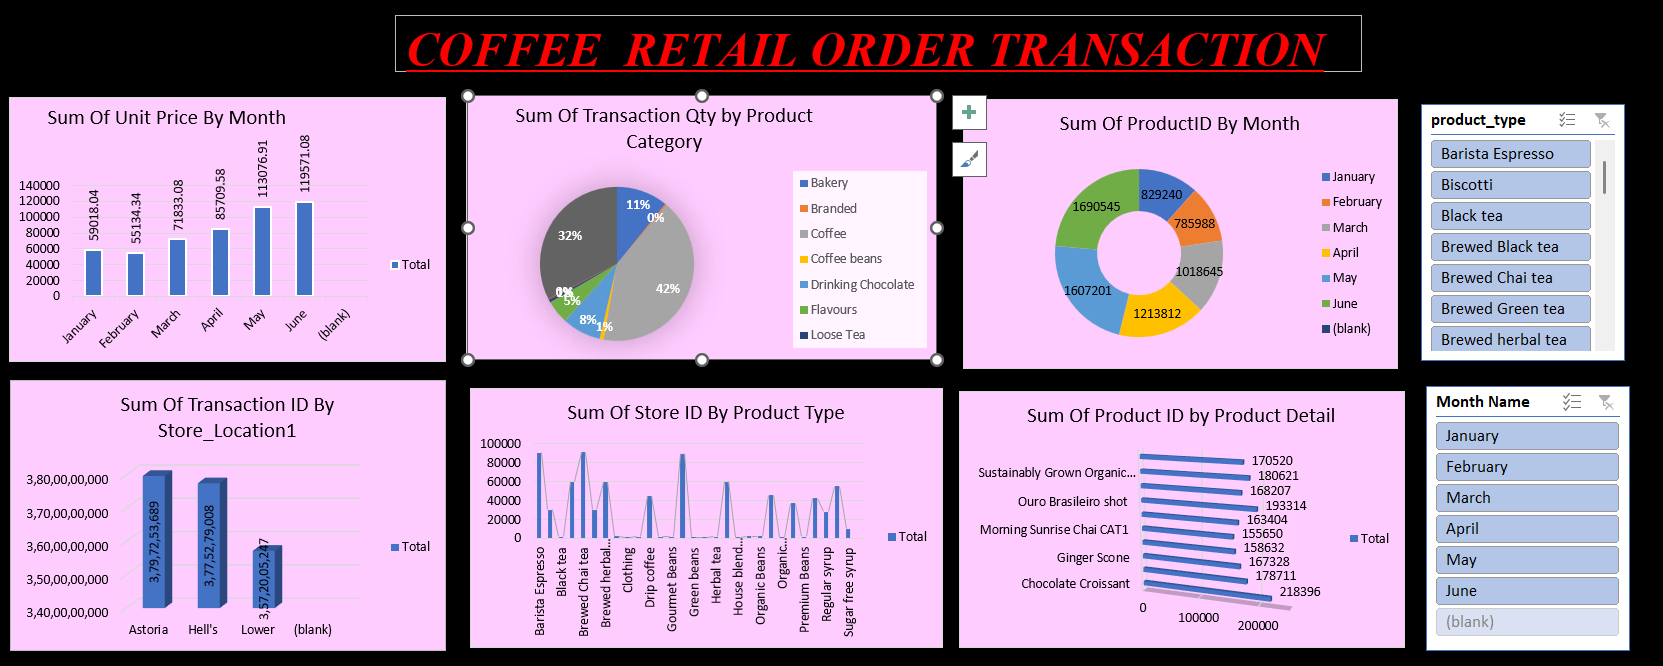 COFFEE RETAIL ORDER TRANSACTION
Sum Of Unit Price By Month
140000
120000
100000
80000
60000
40000
20000
0
59018.04
55134.34
71833.08
85709.58
113076.91
119571.08
January
February
March
April
May
June
(blank)
Total
Sum Of Transaction Qty by Product
Category
11%
0%
42%
1%
8%
5%
32%
Bakery
Branded
Coffee
Coffee beans
Drinking Chocolate
Flavours
Loose Tea
Sum Of ProductID By Month
829240
785988
1018645
1213812
1607201
1690545
January
February
March
April
May
June
(blank)
product_type
Barista Espresso
Biscotti
Black tea
Brewed Black tea
Brewed Chai tea
Brewed Green tea
Brewed herbal tea
Sum Of Transaction ID By
Store_Location1
3,80,00,00,000
3,70,00,00,000
3,60,00,00,000
3,50,00,00,000
3,40,00,00,000
3,79,72,53,689
3,77,52,79,008
3,57,20,05,247
Astoria
Hell's
Lower
(blank)
Total
Sum Of Store ID By Product Type
100000
80000
60000
40000
20000
0
Barista Espresso
Black tea
Brewed Chai tea
Brewed herbal…
Clothing
Drip coffee
Gourmet Beans
Green beans
Herbal tea
House blend…
Organic Beans
Organic…
Premium Beans
Regular syrup
Sugar free syrup
Total
Sum Of Product ID by Product Detail
Sustainably Grown Organic…
Ouro Brasileiro shot
Morning Sunrise Chai CAT1
Ginger Scone
Chocolate Croissant
170520
180621
168207
193314
163404
155650
158632
167328
178711
218396
0
100000
200000
Total
Month Name
January
February
March
April
May
June
(blank)